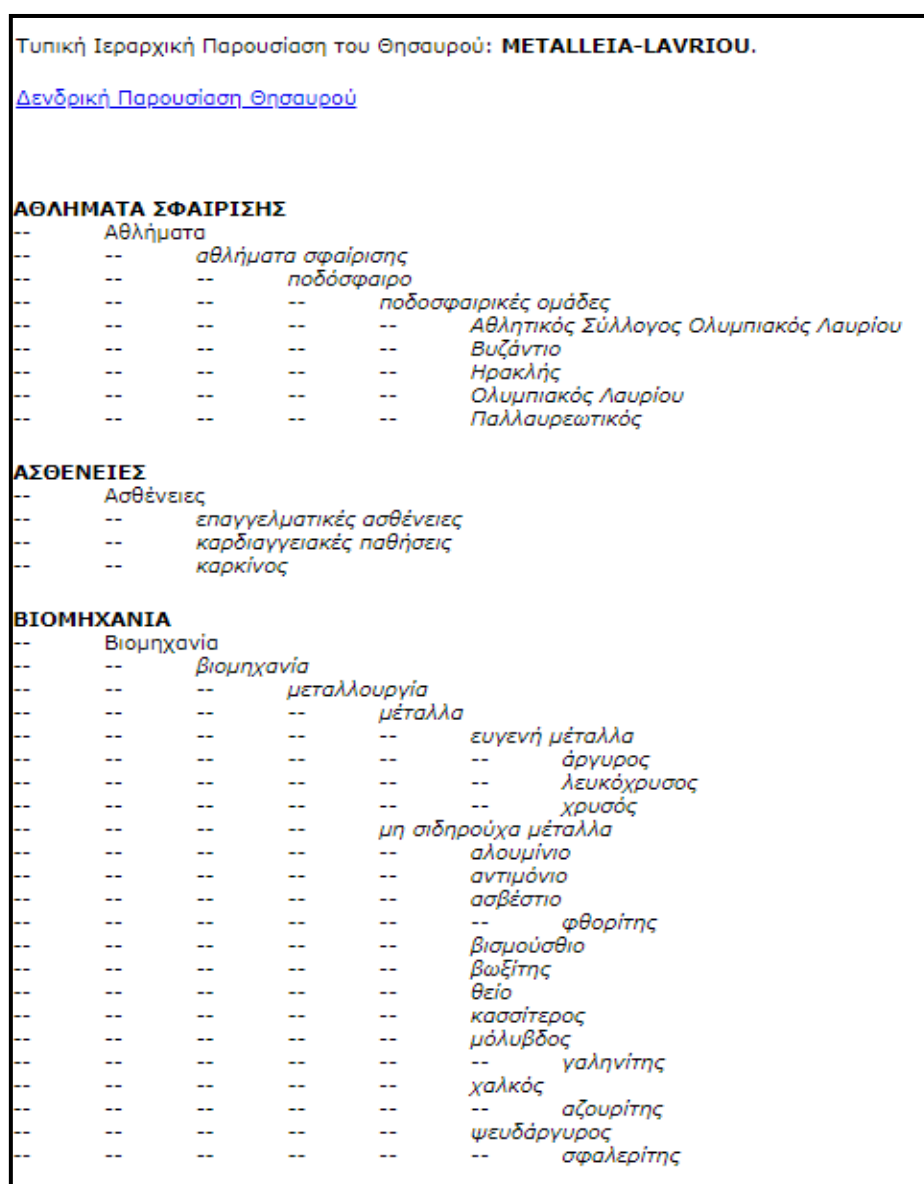 Τυπική Ιεραρχική Παρουσίαση του Θησαυρού: METALLEIA-LAVRIOU.
Δενδρική Παρουσίαση Θησαυρού
ΑΘΛΗΜΑΤΑ ΣΦΑΙΡΙΣΗΣ
-- Αθλήματα
-- -- αθλήματα σφαίρισης
-- -- -- ποδόσφαιρο
-- -- -- -- ποδοσφαιρικές ομάδες
-- -- -- -- -- Αθλητικός Σύλλογος Ολυμπιακός Λαυρίου
-- -- -- -- -- Βυζάντιο
-- -- -- -- -- Ηρακλής
-- -- -- -- -- Ολυμπιακός Λαυρίου
-- -- -- -- -- Παλλαυρεωτικός
ΑΣΘΕΝΕΙΕΣ
-- Ασθένειες
-- -- επαγγελματικές ασθένειες
-- -- καρδιαγγειακές παθήσεις
-- -- καρκίνος
ΒΙΟΜΗΧΑΝΙΑ
-- Βιομηχανία
-- -- βιομηχανία
-- -- -- μεταλλουργία
-- -- -- -- μέταλλα
-- -- -- -- -- ευγενή μέταλλα
-- -- -- -- -- -- άργυρος
-- -- -- -- -- -- λευκόχρυσος
-- -- -- -- -- -- χρυσός
-- -- -- -- μη σιδηρούχα μέταλλα
-- -- -- -- -- αλουμίνιο
-- -- -- -- -- αντιμόνιο
-- -- -- -- -- ασβέστιο
-- -- -- -- -- -- φθορίτης
-- -- -- -- -- βισμούσθιο
-- -- -- -- -- βωξίτης
-- -- -- -- -- θείο
-- -- -- -- -- κασσίτερος
-- -- -- -- -- μόλυβδος
-- -- -- -- -- -- γαληνίτης
-- -- -- -- -- χαλκός
-- -- -- -- -- -- αζουρίτης
-- -- -- -- -- ψευδάργυρος
-- -- -- -- -- -- σφαλερίτης